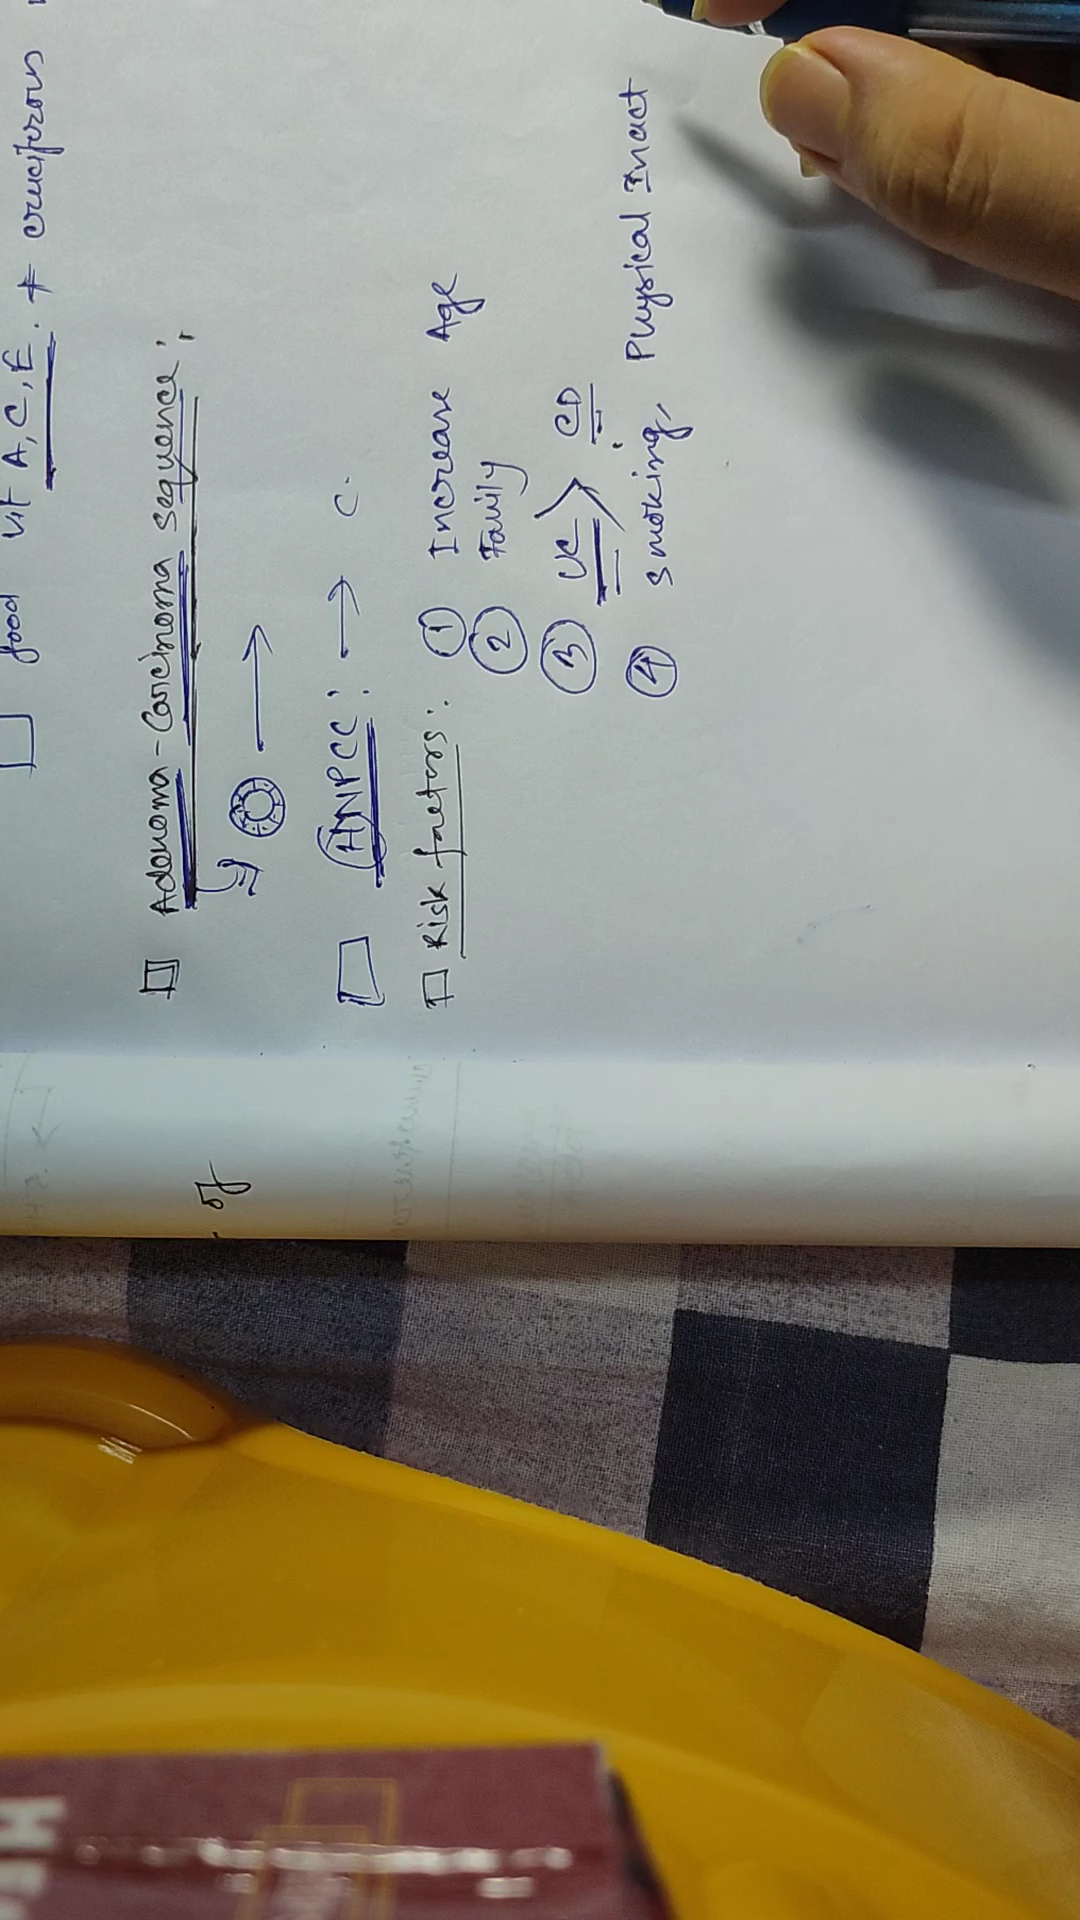 food vit A, C, E. + cruciferous
Adenoma-Carcinoma Sequence:
HNPCC: → C.
Risk factors: ① Increase Age
② Family
③ UC > CD
④ Smoking, Physical Inact
of